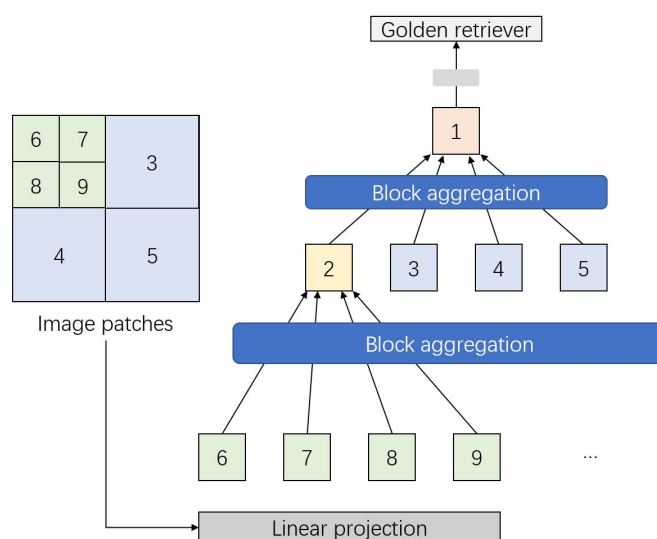 Golden retriever
1
Block aggregation
2 3 4 5
Block aggregation
6 7 8 9 ...
Linear projection
6 7
3
8 9
4 5
Image patches